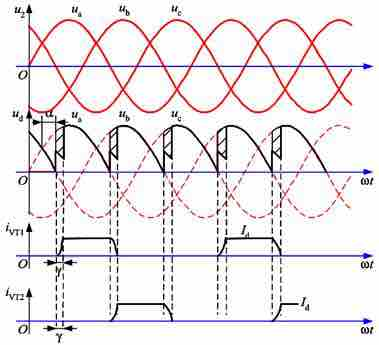 u2
ua ub uc
O ωt
ud α ua ub uc
O ωt
iVT1 Id
O ωt
γ
iVT2 Id
O ωt
γ